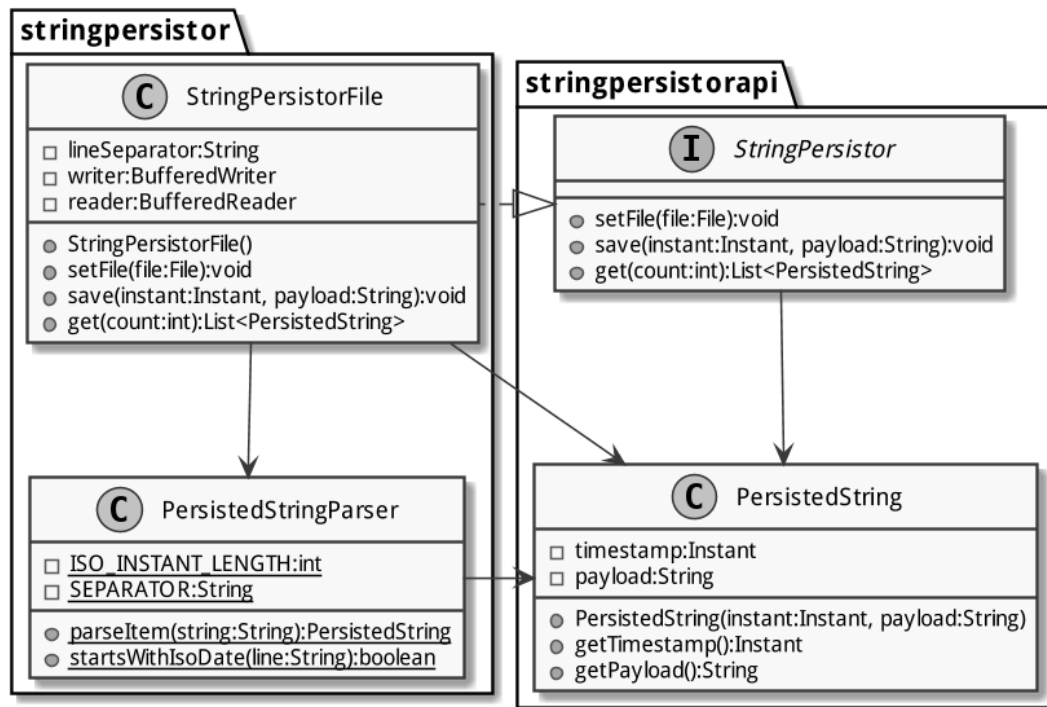 stringpersistor
C StringPersistorFile
lineSeparator:String
writer:BufferedWriter
reader:BufferedReader
StringPersistorFile()
setFile(file:File):void
save(instant:Instant, payload:String):void
get(count:int):List<PersistedString>
C PersistedStringParser
ISO_INSTANT_LENGTH:int
SEPARATOR:String
parseItem(string:String):PersistedString
startsWithIsoDate(line:String):boolean
stringpersistorapi
I StringPersistor
setFile(file:File):void
save(instant:Instant, payload:String):void
get(count:int):List<PersistedString>
C PersistedString
timestamp:Instant
payload:String
PersistedString(instant:Instant, payload:String)
getTimestamp():Instant
getPayload():String